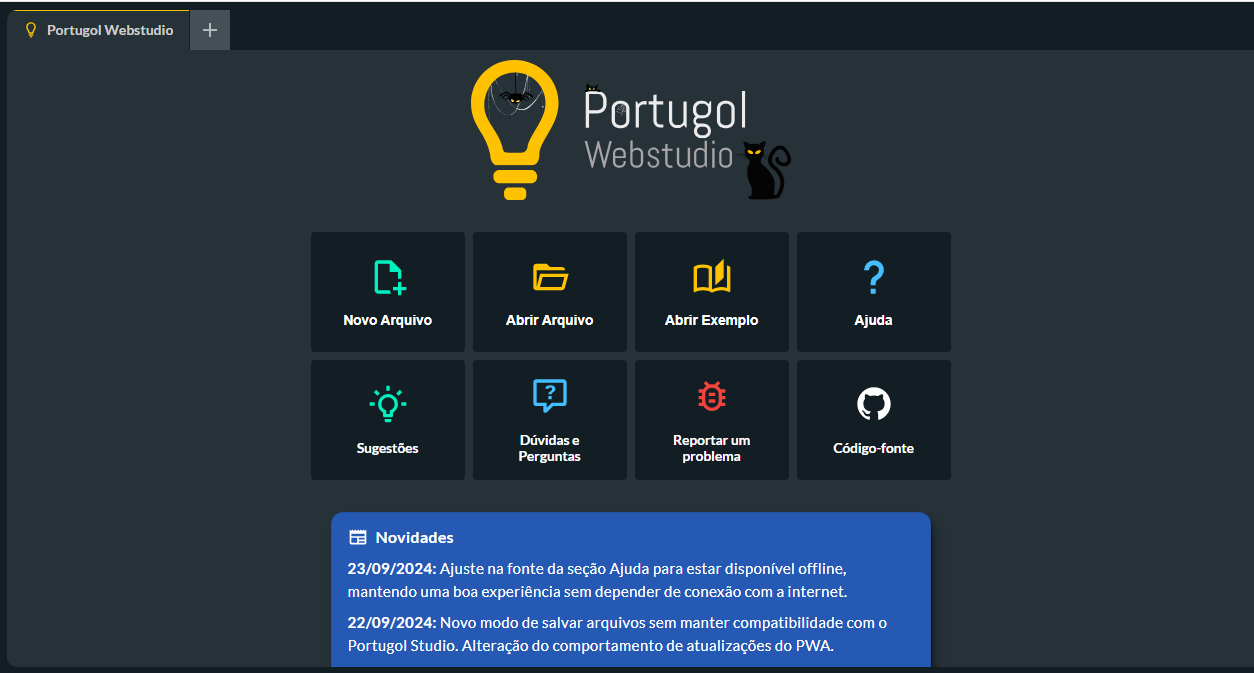 Portugol Webstudio
Portugol
Webstudio
Novo Arquivo
Abrir Arquivo
Abrir Exemplo
Ajuda
Sugestões
Dúvidas e
Perguntas
Reportar um
problema
Código-fonte
Novidades
23/09/2024: Ajuste na fonte da seção Ajuda para estar disponível offline,
mantendo uma boa experiência sem depender de conexão com a internet.
22/09/2024: Novo modo de salvar arquivos sem manter compatibilidade com o
Portugol Studio. Alteração do comportamento de atualizações do PWA.